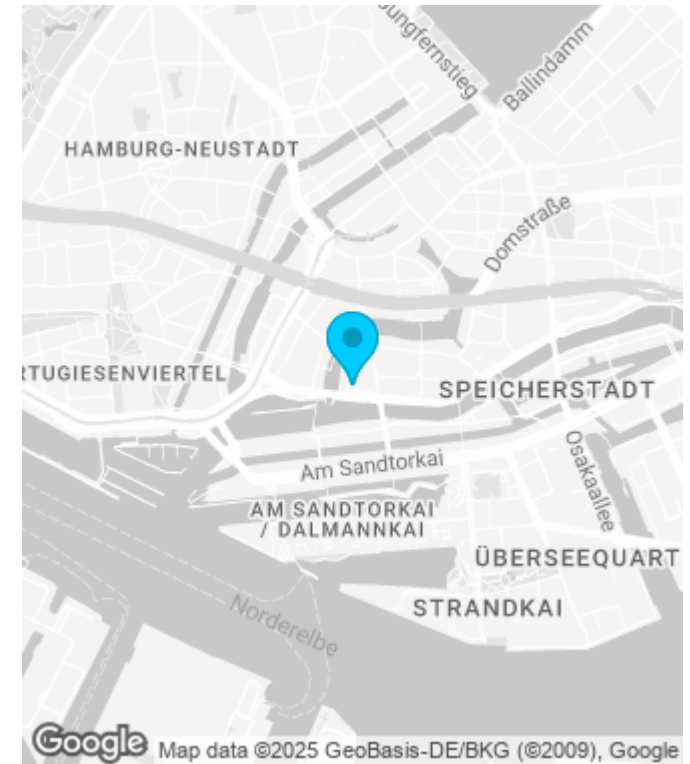 Jungfernstieg
Ballindamm
HAMBURG-NEUSTADT
Domstraße
RTUGIESENVIERTEL
SPEICHERSTADT
Am Sandtorkai
Osakaallee
AM SANDTORKAI
/ DALMANNKAI
ÜBERSEEQUART
STRANDKAI
Norderelbe
Google Map data ©2025 GeoBasis-DE/BKG (©2009), Google